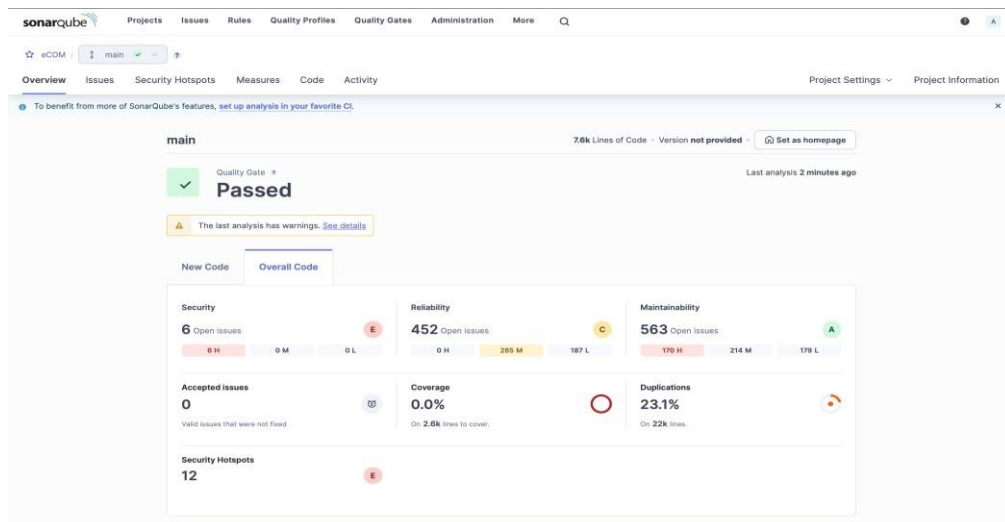 sonarqube Projects Issues Rules Quality Profiles Quality Gates Administration More A
eCOM / main
Overview Issues Security Hotspots Measures Code Activity Project Settings Project Information
To benefit from more of SonarQube's features, set up analysis in your favorite CI.
main 7.6k Lines of Code · Version not provided · Set as homepage
Quality Gate Last analysis 2 minutes ago
Passed
The last analysis has warnings. See details
New Code Overall Code
Security Reliability Maintainability
6 Open issues E 452 Open issues C 563 Open issues A
6 H 0 M 0 L 0 H 265 M 187 L 170 H 214 M 179 L
Accepted issues Coverage Duplications
0 0.0% 23.1%
Valid issues that were not fixed On 2.6k lines to cover. On 22k lines.
Security Hotspots
12 E